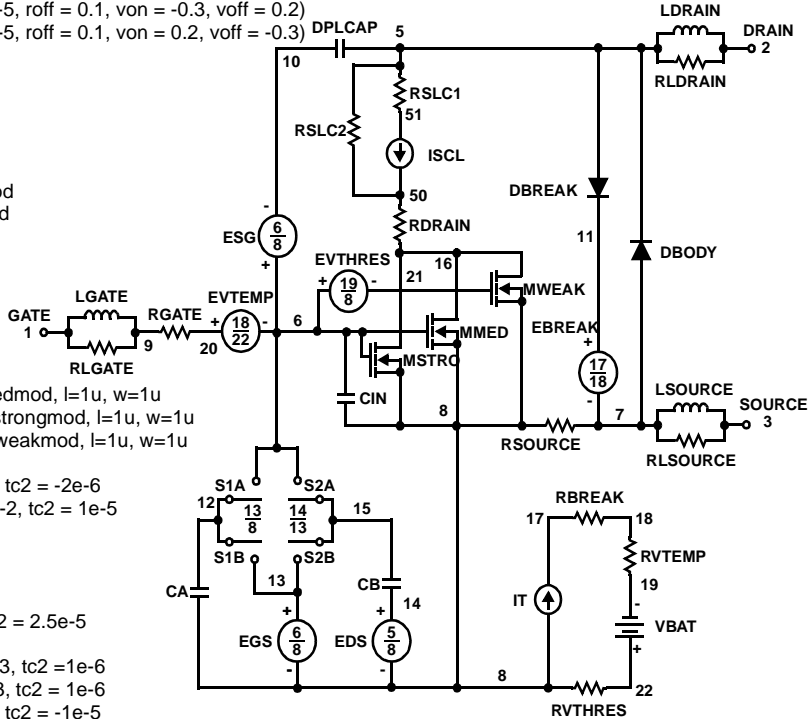 -5, roff = 0.1, von = -0.3, voff = 0.2)
-5, roff = 0.1, von = 0.2, voff = -0.3)
DPLCAP
5
10
LDRAIN
DRAIN
2
RLDRAIN
RSLC1
51
RSLC2
ISCL
50
RDRAIN
DBREAK
11
DBODY
od
d
ESG
-
6
8
+
EVTHRES
+
19
8
-
21
16
MWEAK
LGATE
GATE
1
RLGATE
9
RGATE
20
EVTEMP
+
18
22
-
6
MMED
MSTRO
EBREAK
+
17
18
-
CIN
8
RSOURCE
7
LSOURCE
SOURCE
3
RLSOURCE
edmod, l=1u, w=1u
strongmod, l=1u, w=1u
weakmod, l=1u, w=1u
tc2 = -2e-6
-2, tc2 = 1e-5
2 = 2.5e-5
3, tc2 =1e-6
3, tc2 = 1e-6
tc2 = -1e-5
S1A
S2A
12
13
8
14
13
15
S1B
S2B
13
CA
CB
14
+
EGS
6
8
-
+
EDS
5
8
-
8
RBREAK
17
18
RVTEMP
19
IT
-
VBAT
+
22
RVTHRES